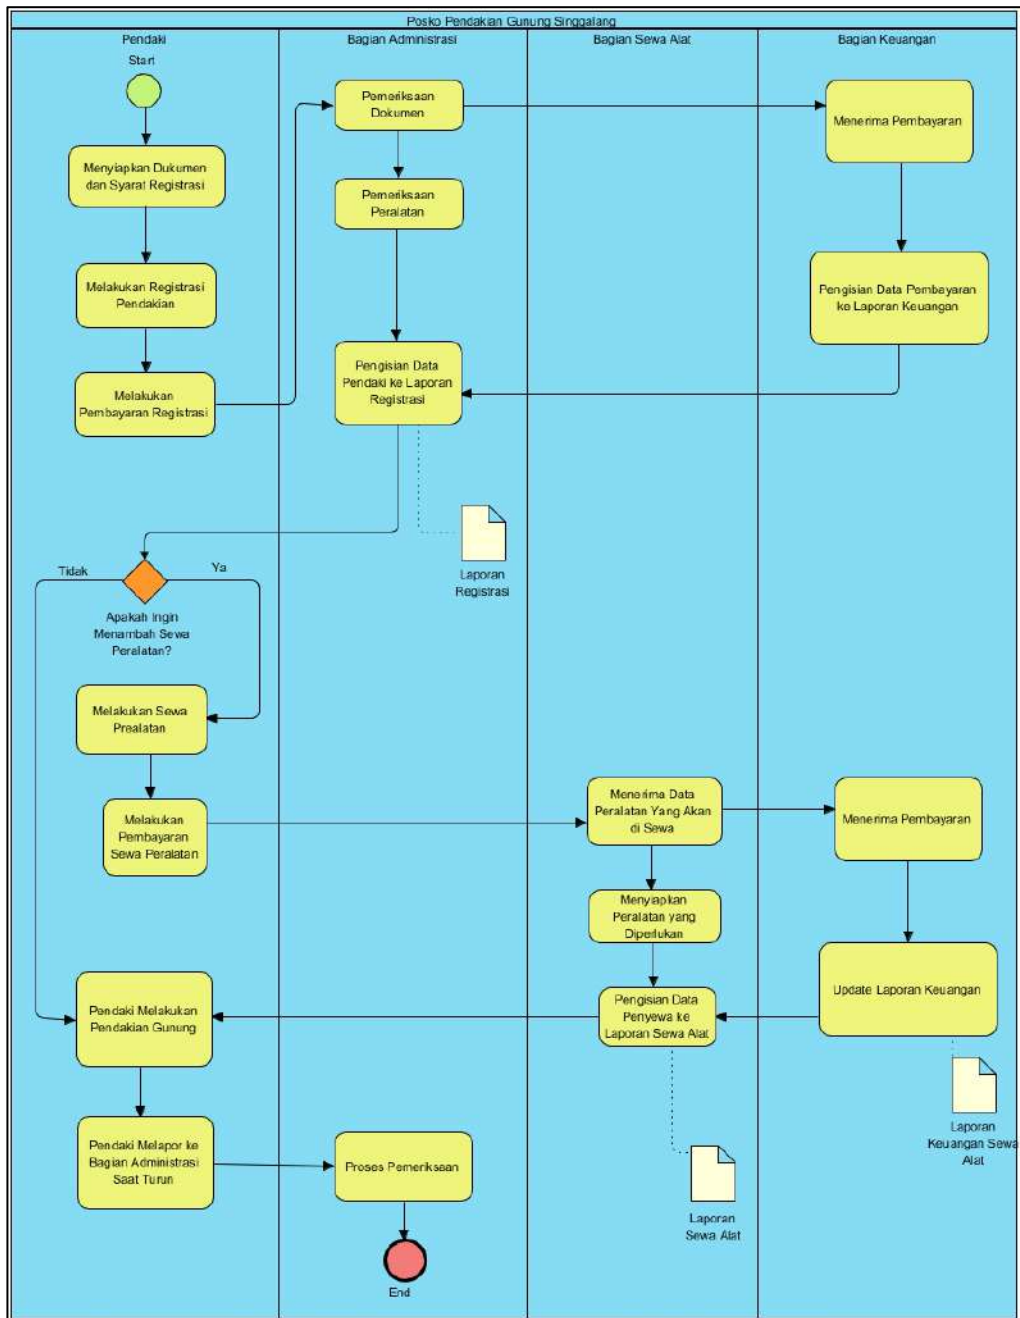 Posko Pendakian Gunung Singgalang
Pendaki
Bagian Administrasi
Bagian Sewa Alat
Bagian Keuangan
Start
Pemeriksaan
Dokumen
Menerima Pembayaran
Menyiapkan Dukumen
dan Syarat Registrasi
Pemeriksaan
Peralatan
Melakukan Registrasi
Pendakian
Pengisian Data Pembayaran
ke Laporan Keuangan
Melakukan
Pembayaran Registrasi
Pengisian Data
Pendaki ke Laporan
Registrasi
Laporan
Registrasi
Tidak
Ya
Apakah Ingin
Menambah Sewa
Peralatan?
Melakukan Sewa
Prealatan
Melakukan
Pembayaran
Sewa Peralatan
Menerima Data
Peralatan Yang Akan
di Sewa
Menerima Pembayaran
Menyiapkan
Peralatan yang
Diperlukan
Pendaki Melakukan
Pendakian Gunung
Pengisian Data
Penyewa ke
Laporan Sewa Alat
Update Laporan Keuangan
Laporan
Keuangan Sewa
Alat
Pendaki Melapor ke
Bagian Administrasi
Saat Turun
Proses Pemeriksaan
Laporan
Sewa Alat
End